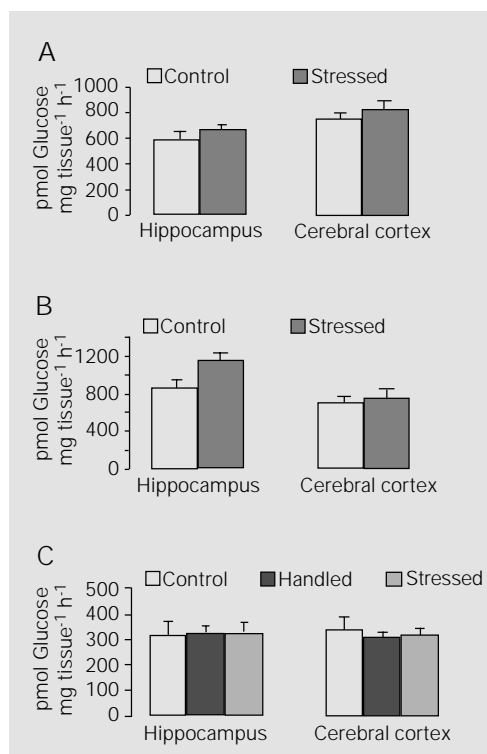 A
Control Stressed
pmol Glucose
mg tissue⁻¹ h⁻¹
1000
800
600
400
200
0
Hippocampus Cerebral cortex
B
Control Stressed
pmol Glucose
mg tissue⁻¹ h⁻¹
1200
800
400
0
Hippocampus Cerebral cortex
C
Control Handled Stressed
pmol Glucose
mg tissue⁻¹ h⁻¹
500
400
300
200
100
0
Hippocampus Cerebral cortex